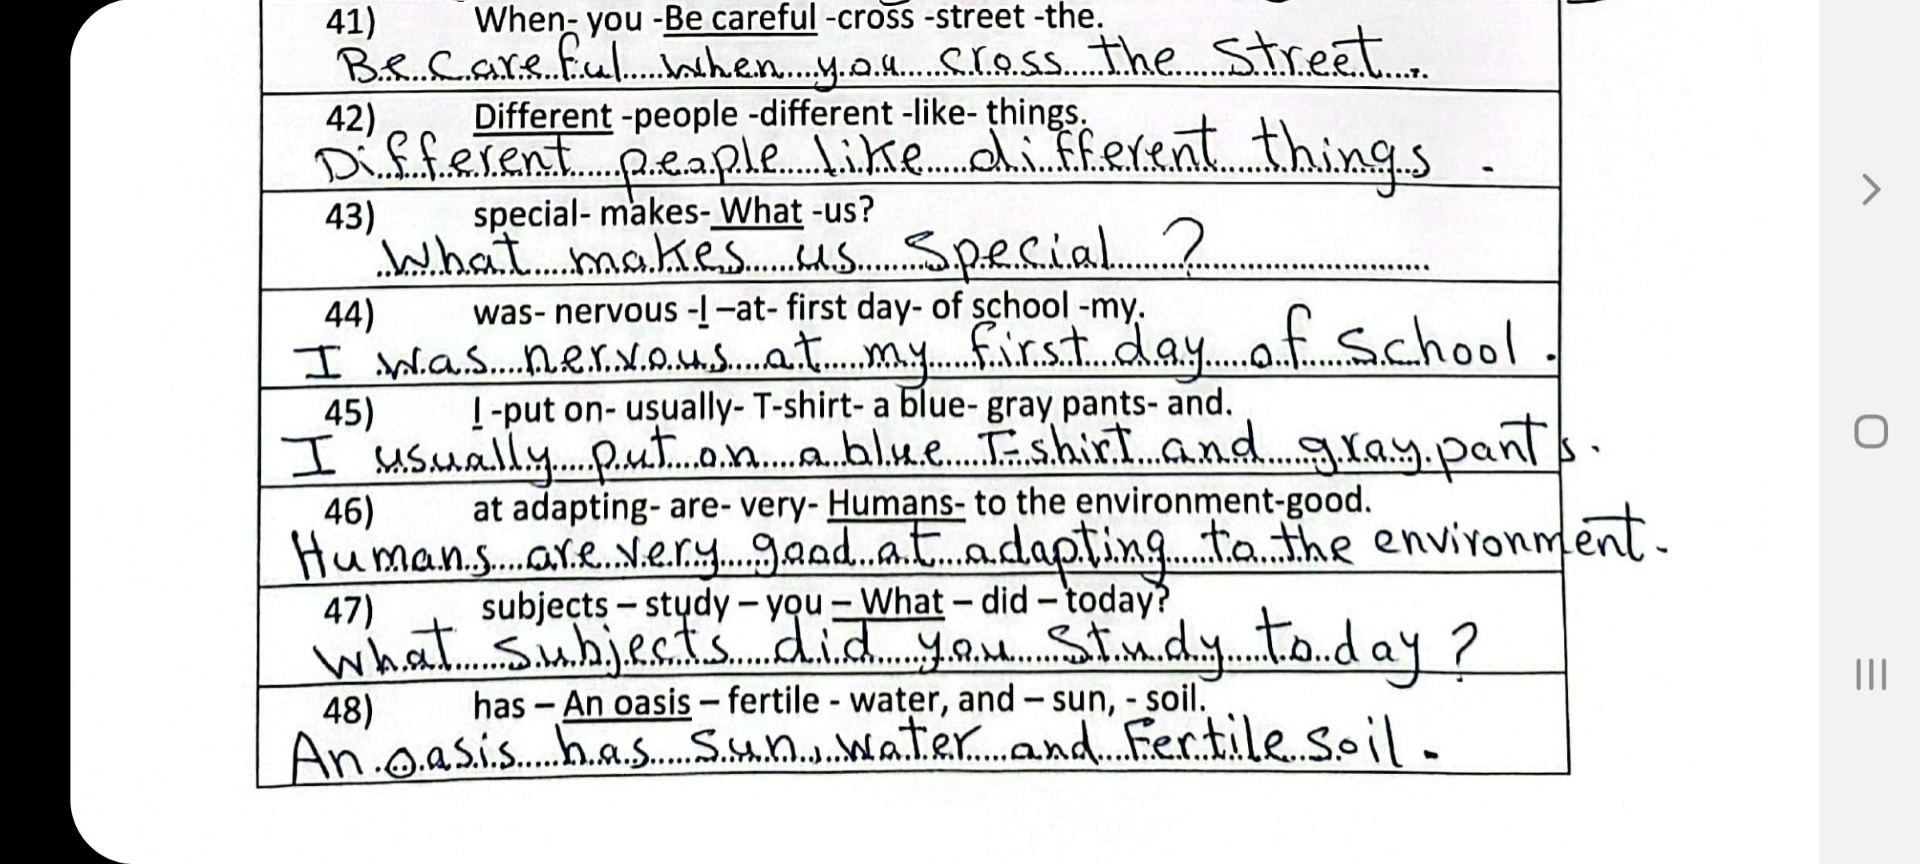 41) When- you -Be careful -cross -street -the.
Be Careful when you cross the Street.
42) Different -people -different -like- things.
Different people like different things.
43) special- makes- What -us?
What makes us Special?
44) was- nervous -I –at- first day- of school -my.
I was nervous at my first day of School.
45) I -put on- usually- T-shirt- a blue- gray pants- and.
I usually put on a blue T-shirt and gray pants.
46) at adapting- are- very- Humans- to the environment-good.
Humans are very good at adapting to the environment.
47) subjects – study – you – What – did – today?
What Subjects did you Study today?
48) has – An oasis – fertile - water, and – sun, - soil.
An oasis has Sun, water and Fertile Soil.